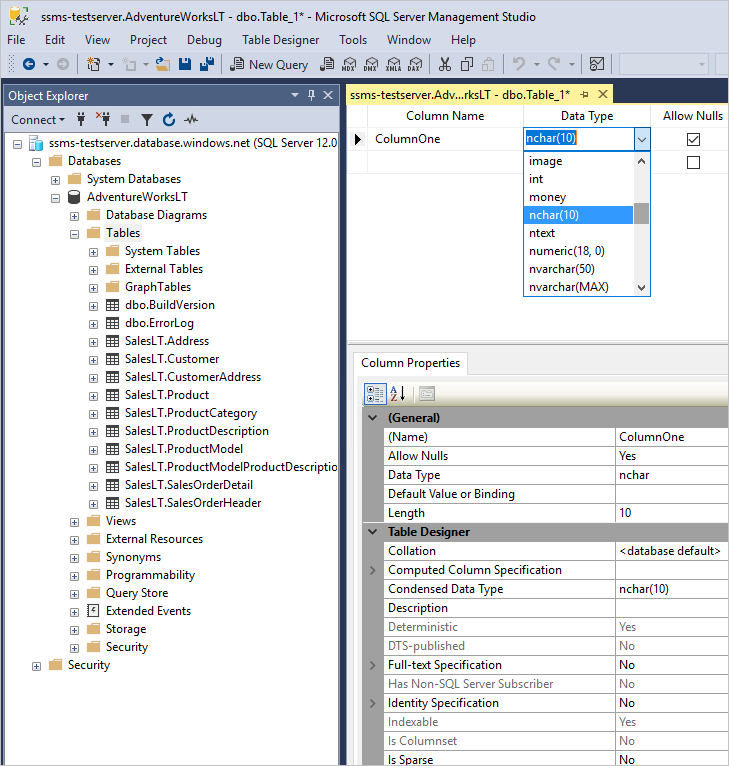 ssms-testserver.AdventureWorksLT - dbo.Table_1* - Microsoft SQL Server Management Studio
File Edit View Project Debug Table Designer Tools Window Help
New Query MDX DMX XMLA DAX
Object Explorer
Connect
ssms-testserver.database.windows.net (SQL Server 12.0
Databases
System Databases
AdventureWorksLT
Database Diagrams
Tables
System Tables
External Tables
GraphTables
dbo.BuildVersion
dbo.ErrorLog
SalesLT.Address
SalesLT.Customer
SalesLT.CustomerAddress
SalesLT.Product
SalesLT.ProductCategory
SalesLT.ProductDescription
SalesLT.ProductModel
SalesLT.ProductModelProductDescriptio
SalesLT.SalesOrderDetail
SalesLT.SalesOrderHeader
Views
External Resources
Synonyms
Programmability
Query Store
Extended Events
Storage
Security
Security
ssms-testserver.Adv...rksLT - dbo.Table_1*
Column Name Data Type Allow Nulls
ColumnOne nchar(10)
image
int
money
nchar(10)
ntext
numeric(18, 0)
nvarchar(50)
nvarchar(MAX)
Column Properties
A Z
(General)
(Name) ColumnOne
Allow Nulls Yes
Data Type nchar
Default Value or Binding
Length 10
Table Designer
Collation <database default>
Computed Column Specification
Condensed Data Type nchar(10)
Description
Deterministic Yes
DTS-published No
Full-text Specification No
Has Non-SQL Server Subscriber No
Identity Specification No
Indexable Yes
Is Columnset No
Is Sparse No